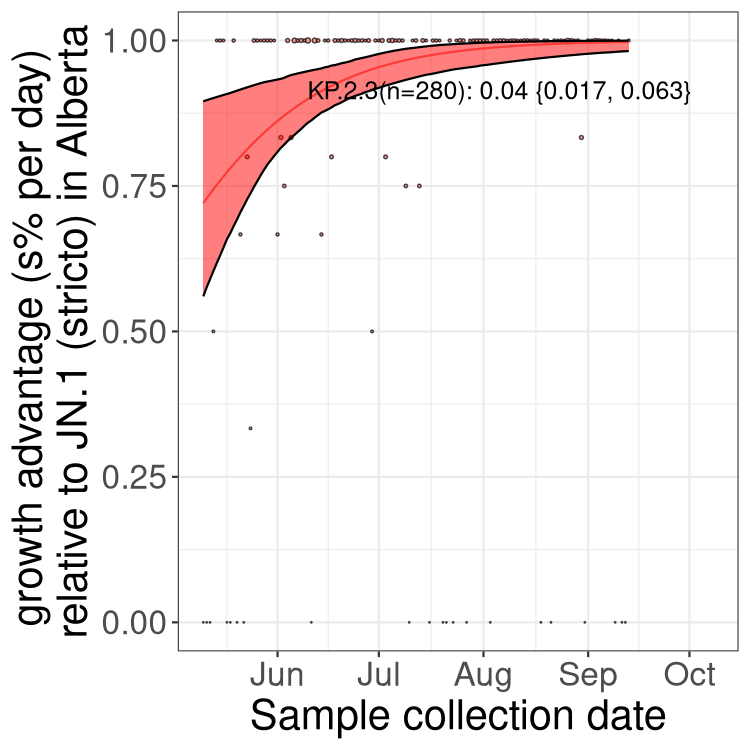 growth advantage (s% per day)
relative to JN.1 (stricto) in Alberta
1.00
0.75
0.50
0.25
0.00
KP.2.3(n=280): 0.04 {0.017, 0.063}
Jun Jul Aug Sep Oct
Sample collection date